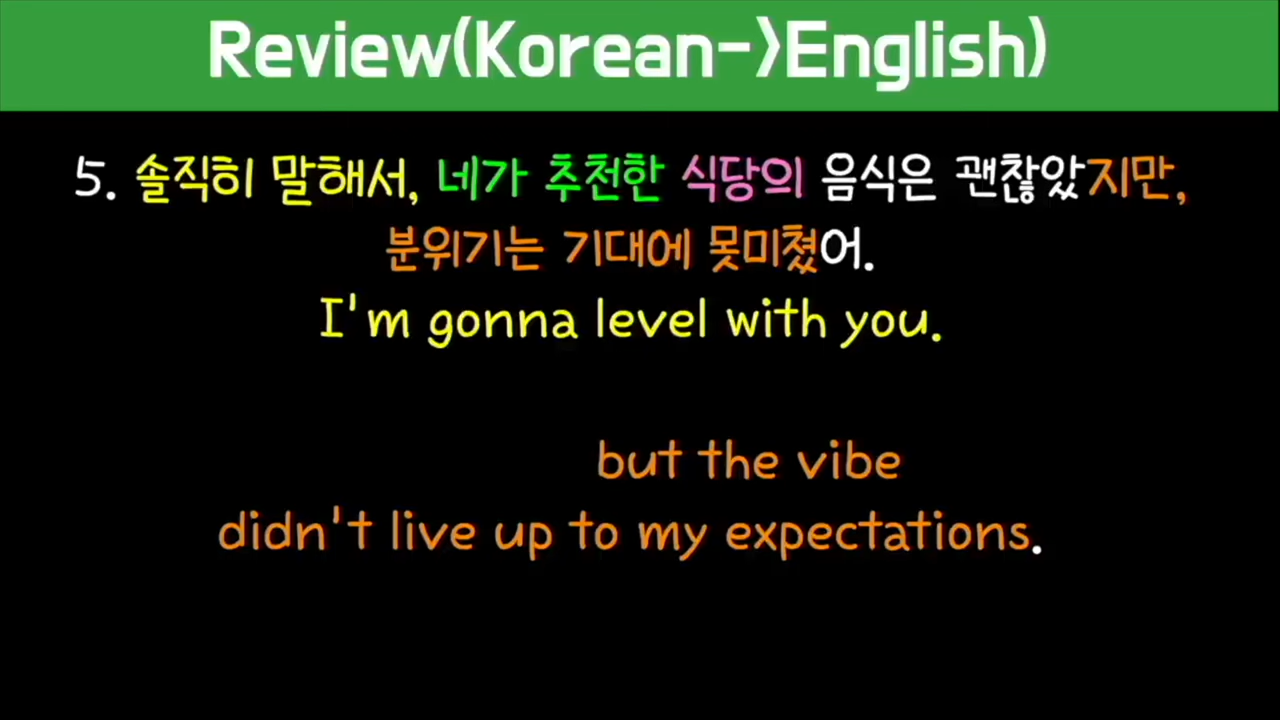 Review(Korean->English)
5. 솔직히 말해서, 네가 추천한 식당의 음식은 괜찮았지만,
분위기는 기대에 못미쳤어.
I'm gonna level with you.
but the vibe
didn't live up to my expectations.